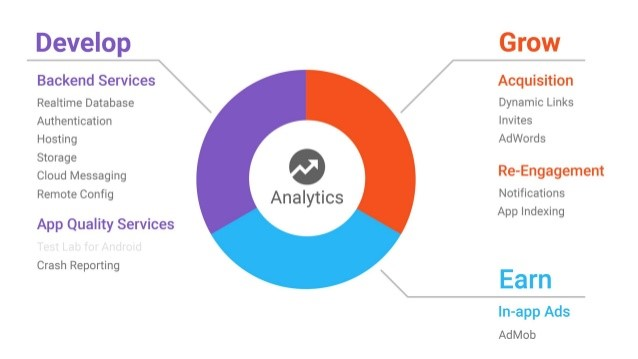 Develop
Backend Services
Realtime Database
Authentication
Hosting
Storage
Cloud Messaging
Remote Config
App Quality Services
Test Lab for Android
Crash Reporting
Analytics
Grow
Acquisition
Dynamic Links
Invites
AdWords
Re-Engagement
Notifications
App Indexing
Earn
In-app Ads
AdMob